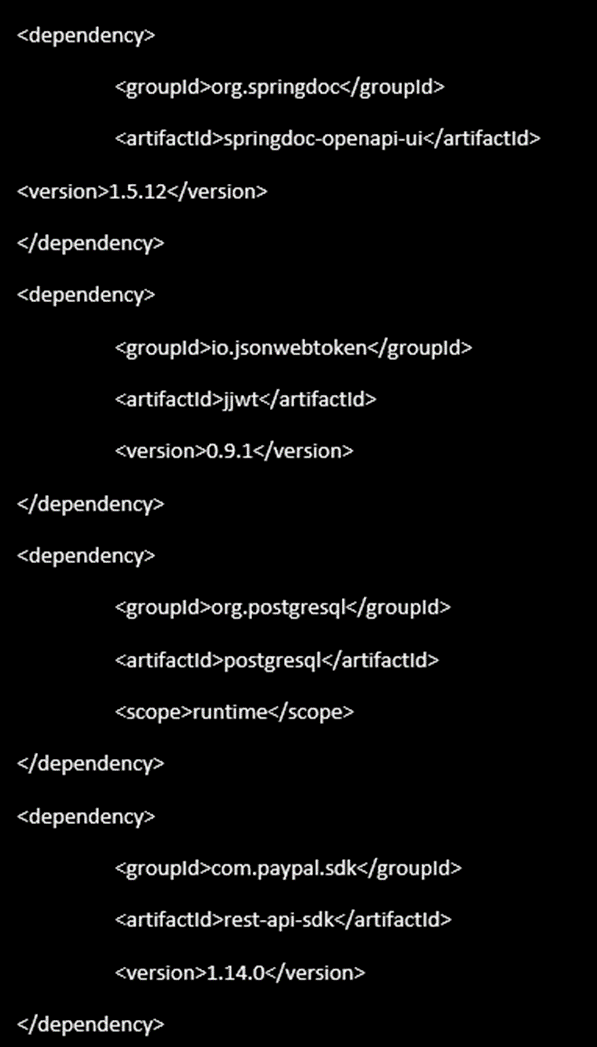 <dependency>
<groupId>org.springdoc</groupId>
<artifactId>springdoc-openapi-ui</artifactId>
<version>1.5.12</version>
</dependency>
<dependency>
<groupId>io.jsonwebtoken</groupId>
<artifactId>jjwt</artifactId>
<version>0.9.1</version>
</dependency>
<dependency>
<groupId>org.postgresql</groupId>
<artifactId>postgresql</artifactId>
<scope>runtime</scope>
</dependency>
<dependency>
<groupId>com.paypal.sdk</groupId>
<artifactId>rest-api-sdk</artifactId>
<version>1.14.0</version>
</dependency>